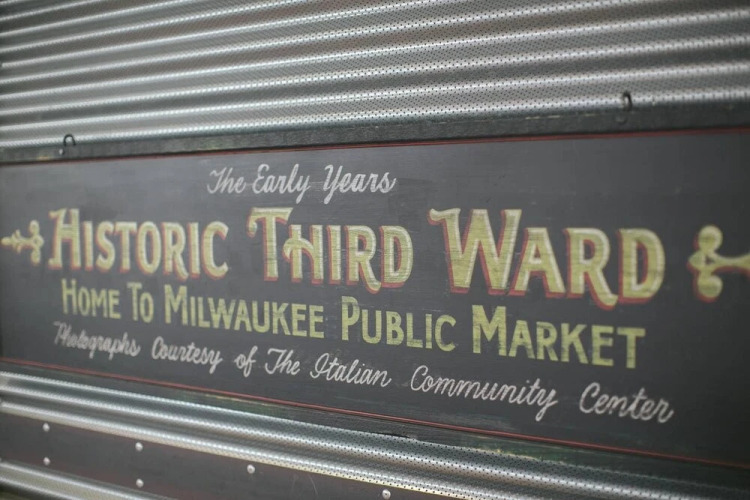 The Early Years
HISTORIC THIRD WARD
HOME TO MILWAUKEE PUBLIC MARKET
Photographs Courtesy of The Italian Community Center